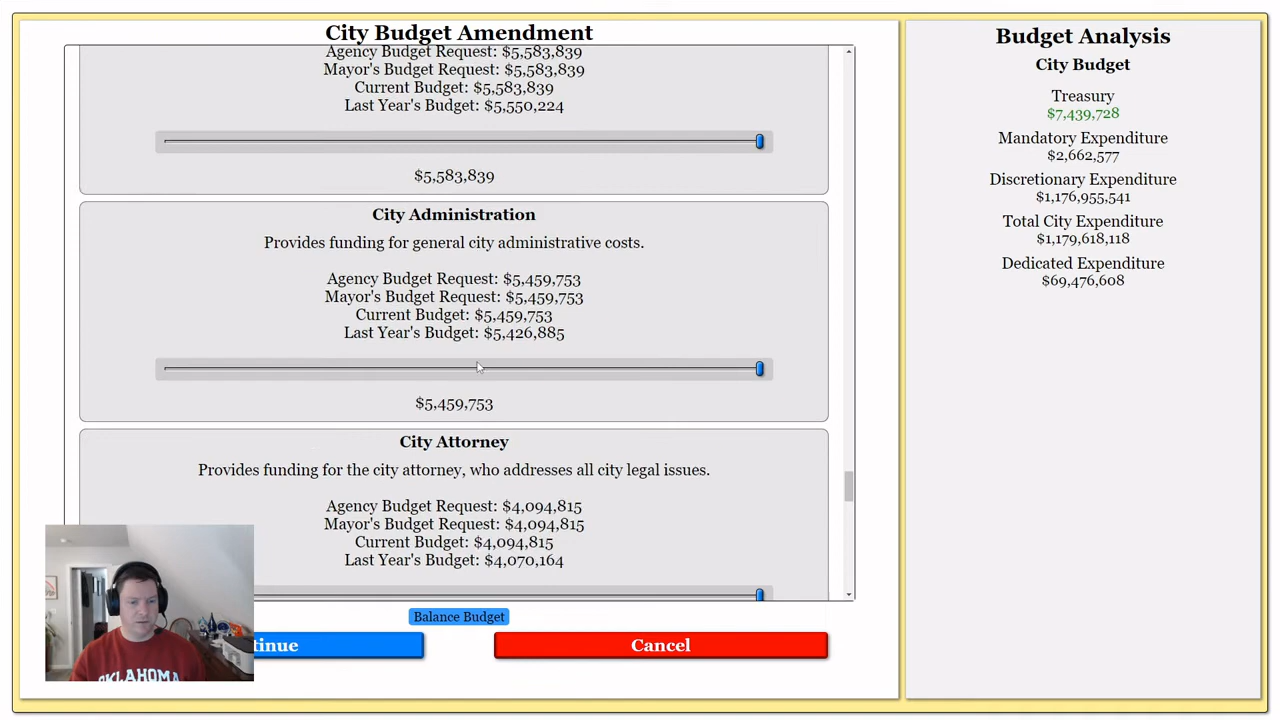 City Budget Amendment
Agency Budget Request: $5,583,839
Mayor's Budget Request: $5,583,839
Current Budget: $5,583,839
Last Year's Budget: $5,550,224
$5,583,839
City Administration
Provides funding for general city administrative costs.
Agency Budget Request: $5,459,753
Mayor's Budget Request: $5,459,753
Current Budget: $5,459,753
Last Year's Budget: $5,426,885
$5,459,753
City Attorney
Provides funding for the city attorney, who addresses all city legal issues.
Agency Budget Request: $4,094,815
Mayor's Budget Request: $4,094,815
Current Budget: $4,094,815
Last Year's Budget: $4,070,164
Balance Budget
tinue
Cancel
OKLAHOMA
Budget Analysis
City Budget
Treasury
$7,439,728
Mandatory Expenditure
$2,662,577
Discretionary Expenditure
$1,176,955,541
Total City Expenditure
$1,179,618,118
Dedicated Expenditure
$69,476,608